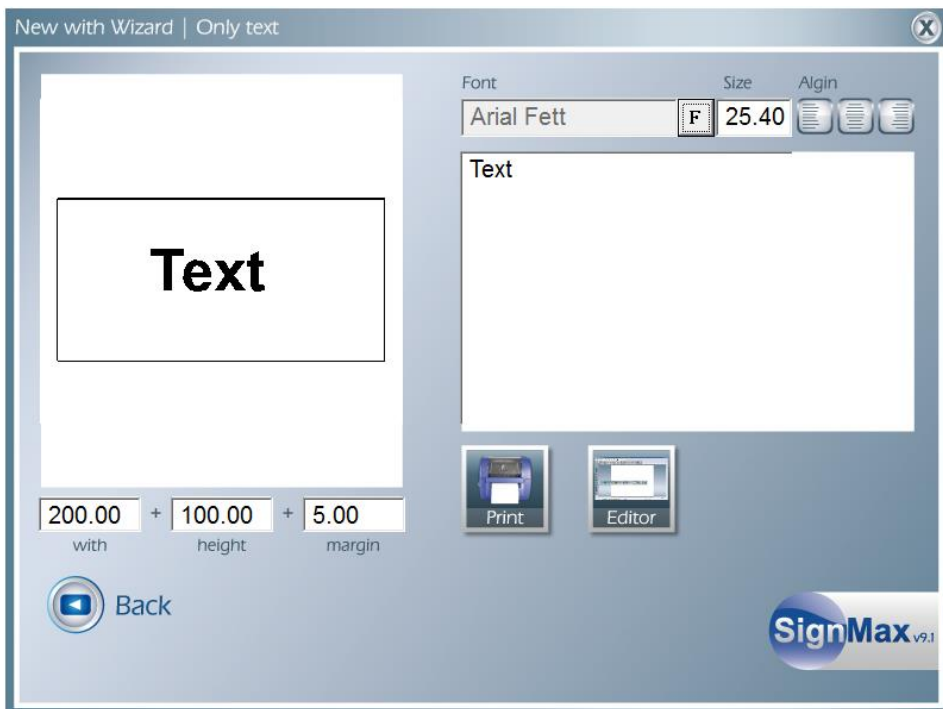 New with Wizard | Only text
X
Font Size Algin
Arial Fett F 25.40
Text
Text
Print Editor
200.00 + 100.00 + 5.00
with height margin
Back
SignMax v9.1